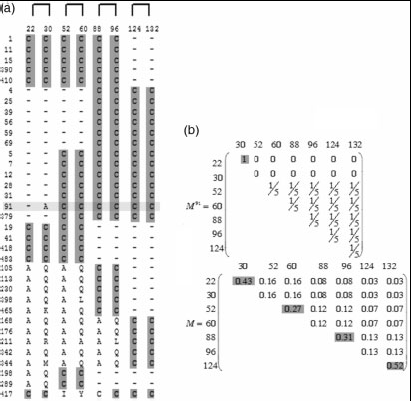 (a)
22 30 52 60 88 96 124 132
1 C C C C C C - -
11 C C C C C C - -
15 C C C C C C - -
390 C C C C C C - -
410 C C C C C C - -
4 - - - - C C C C
25 - - - - C C C C
39 - - - - C C C C
56 - - - - C C C C
59 - - - - C C C C
69 - - - - C C C C
5 - - C C C C C C
7 - - C C C C C C
12 - - C C C C C C
28 - - C C C C C C
31 - - C C C C C C
91 - A C C C C C C
379 - - C C C C C C
19 C C C C - - - -
41 C C C C - - - -
418 C C C C - - - -
483 C C C C - - - -
105 A Q A Q C C - -
113 A Q A Q C C - -
230 A Q A Q C C - -
398 A Q A L C C - -
465 A K A Q C C - -
168 A Q A Q A Q C C
176 A Q A Q A Q C C
211 A R A A A L C C
342 A Q A Q A Q C C
344 A M A Q A Q C C
298 A Q C C - - - -
289 A Q C C - - - -
417 C C I Y C C C C
(b)
30 52 60 88 96 124 132
22 1 0 0 0 0 0 0
30 0 0 0 0 0 0
52 1/5 1/5 1/5 1/5 1/5
M⁹¹ = 60 1/5 1/5 1/5 1/5
88 1/5 1/5 1/5
96 1/5 1/5
124 1/5
30 52 60 88 96 124 132
22 0.43 0.16 0.16 0.08 0.08 0.03 0.03
30 0.16 0.16 0.08 0.08 0.03 0.03
52 0.27 0.12 0.12 0.07 0.07
M = 60 0.12 0.12 0.07 0.07
88 0.31 0.13 0.13
96 0.13 0.13
124 0.52